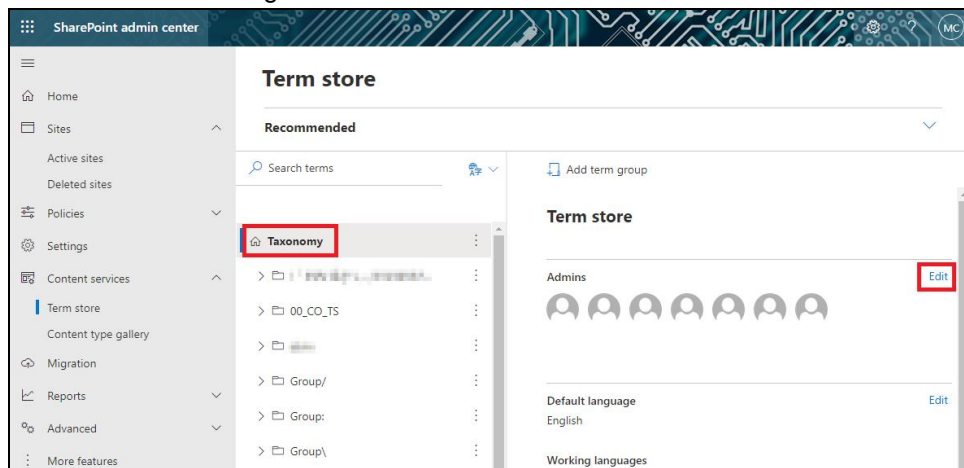 SharePoint admin center
?
MC
Home
Sites
Active sites
Deleted sites
Policies
Settings
Content services
Term store
Content type gallery
Migration
Reports
Advanced
More features
Term store
Recommended
Search terms
Taxonomy
00_CO_TS
Group/
Group:
Group\
Add term group
Term store
Admins
Edit
Default language
Edit
English
Working languages